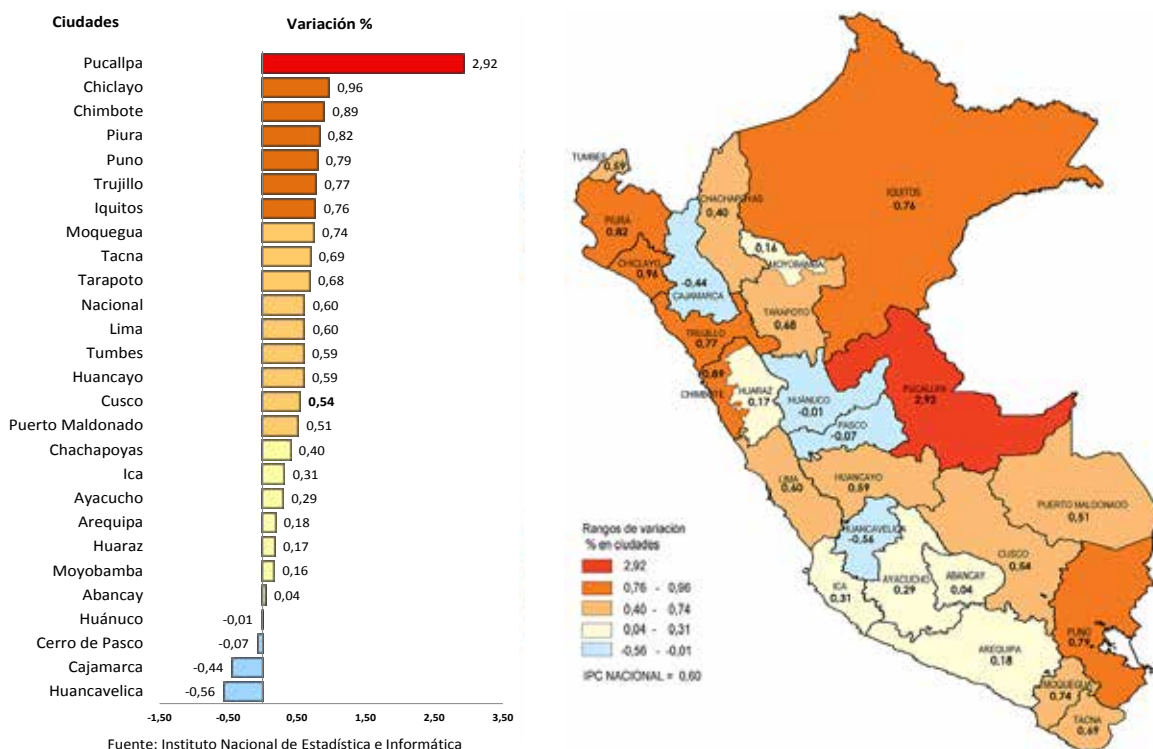 Ciudades Variación %
Pucallpa 2,92
Chiclayo 0,96
Chimbote 0,89
Piura 0,82
Puno 0,79
Trujillo 0,77
Iquitos 0,76
Moquegua 0,74
Tacna 0,69
Tarapoto 0,68
Nacional 0,60
Lima 0,60
Tumbes 0,59
Huancayo 0,59
Cusco 0,54
Puerto Maldonado 0,51
Chachapoyas 0,40
Ica 0,31
Ayacucho 0,29
Arequipa 0,18
Huaraz 0,17
Moyobamba 0,16
Abancay 0,04
Huánuco -0,01
Cerro de Pasco -0,07
Cajamarca -0,44
Huancavelica -0,56
-1,50 -0,50 0,50 1,50 2,50 3,50
Fuente: Instituto Nacional de Estadística e Informática
TUMBES
0,59
CHACHAPOYAS
0,40
IQUITOS
0,76
PIURA
0,82
0,16
MOYOBAMBA
CHICLAYO
0,96
-0,44
CAJAMARCA
TARAPOTO
0,68
TRUJILLO
0,77
0,89
CHIMBOTE
HUARAZ
0,17
HUÁNUCO
-0,01
PUCALLPA
2,92
PASCO
-0,07
LIMA
0,60
HUANCAYO
0,59
PUERTO MALDONADO
0,51
HUANCAVELICA
-0,56
CUSCO
0,54
ICA
0,31
AYACUCHO
0,29
ABANCAY
0,04
PUNO
0,79
AREQUIPA
0,18
MOQUEGUA
0,74
TACNA
0,69
Rangos de variación
% en ciudades
2,92
0,76 - 0,96
0,40 - 0,74
0,04 - 0,31
-0,56 - -0,01
IPC NACIONAL = 0,60